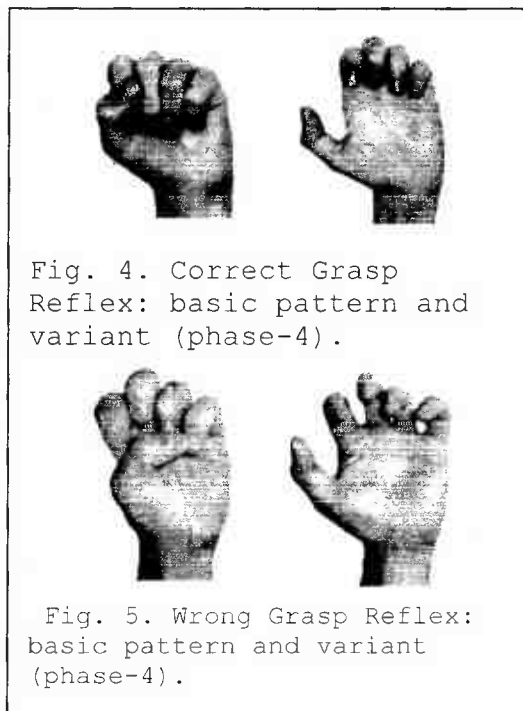 Fig. 4. Correct Grasp
Reflex: basic pattern and
variant (phase-4).
Fig. 5. Wrong Grasp Reflex:
basic pattern and variant
(phase-4).